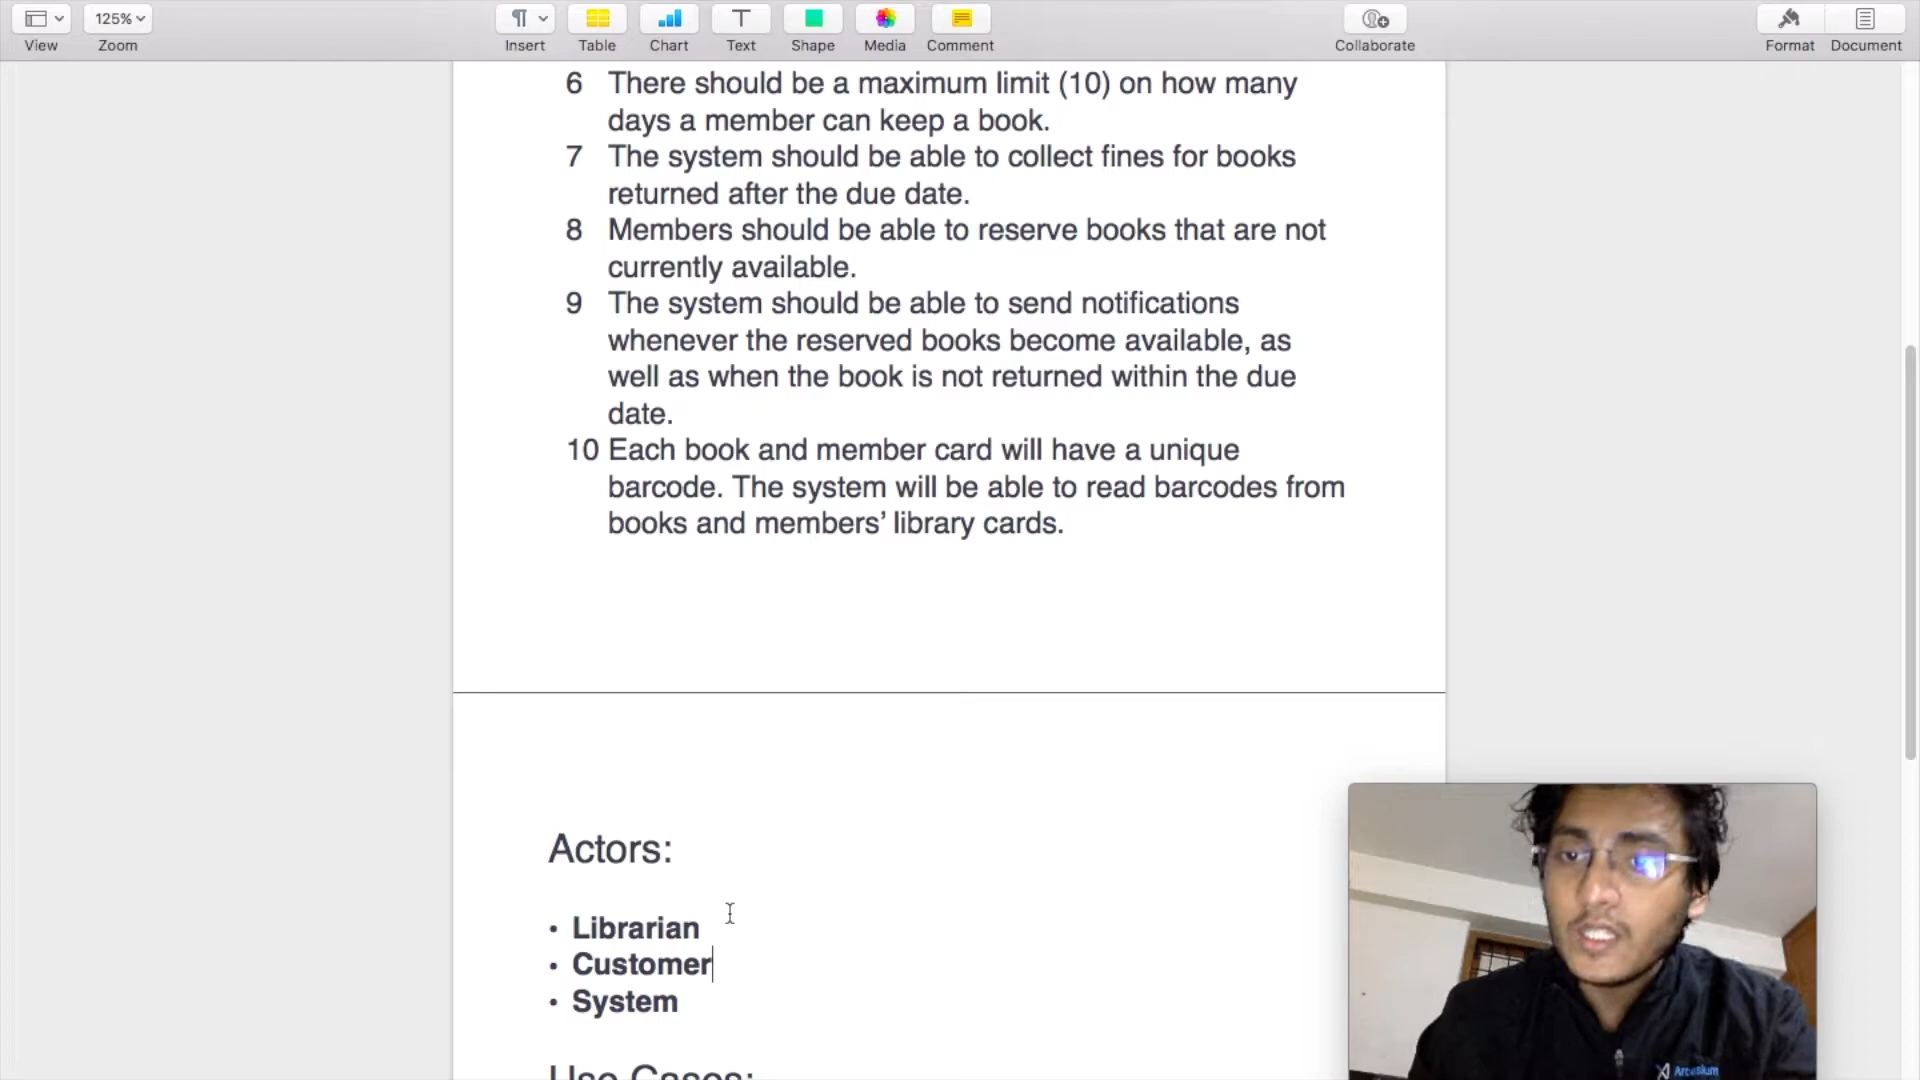 125%
View
Zoom
Insert
Table
Chart
Text
Shape
Media
Comment
Collaborate
Format
Document
6 There should be a maximum limit (10) on how many
days a member can keep a book.
7 The system should be able to collect fines for books
returned after the due date.
8 Members should be able to reserve books that are not
currently available.
9 The system should be able to send notifications
whenever the reserved books become available, as
well as when the book is not returned within the due
date.
10 Each book and member card will have a unique
barcode. The system will be able to read barcodes from
books and members’ library cards.
Actors:
• Librarian
• Customer
• System
Use Cases:
Arcesium